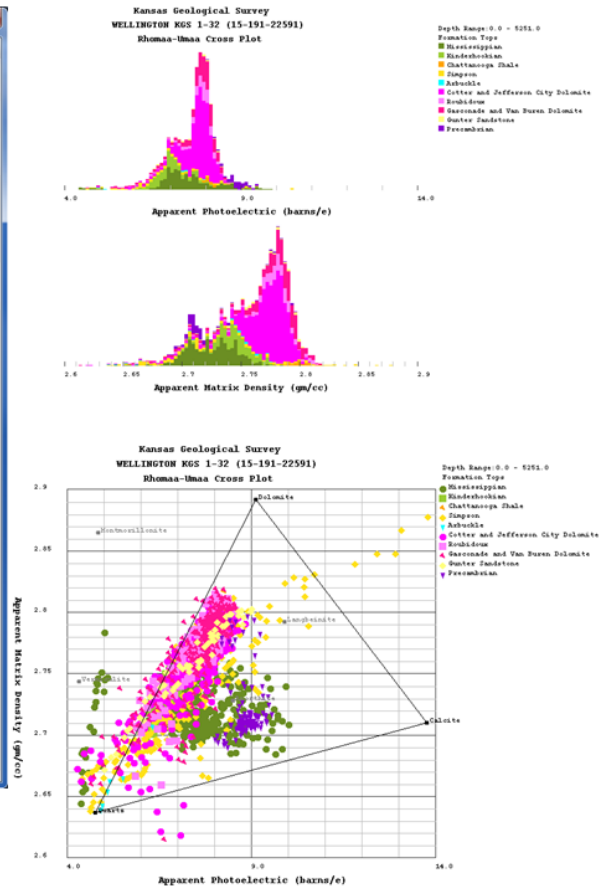 Kansas Geological Survey
WELLINGTON KGS 1-32 (15-191-22591)
Rhomaa-Umaa Cross Plot
Depth Range:0.0 - 5251.0
Formation Tops
Mississippian
Kinderhookian
Chattanooga Shale
Simpson
Arbuckle
Cotter and Jefferson City Dolomite
Roubidoux
Gasconade and Van Buren Dolomite
Gunter Sandstone
Precambrian
4.0 9.0 14.0
Apparent Photoelectric (barns/e)
2.6 2.65 2.7 2.75 2.8 2.85 2.9
Apparent Matrix Density (gm/cc)
Kansas Geological Survey
WELLINGTON KGS 1-32 (15-191-22591)
Rhomaa-Umaa Cross Plot
Depth Range:0.0 - 5251.0
Formation Tops
Mississippian
Kinderhookian
Chattanooga Shale
Simpson
Arbuckle
Cotter and Jefferson City Dolomite
Roubidoux
Gasconade and Van Buren Dolomite
Gunter Sandstone
Precambrian
2.9
Dolomite
Montmorillonite
2.85
2.8
Langbeinite
2.75
Calcite
2.7
2.65
Quartz
2.6
Apparent Matrix Density (gm/cc)
4.0 9.0 14.0
Apparent Photoelectric (barns/e)